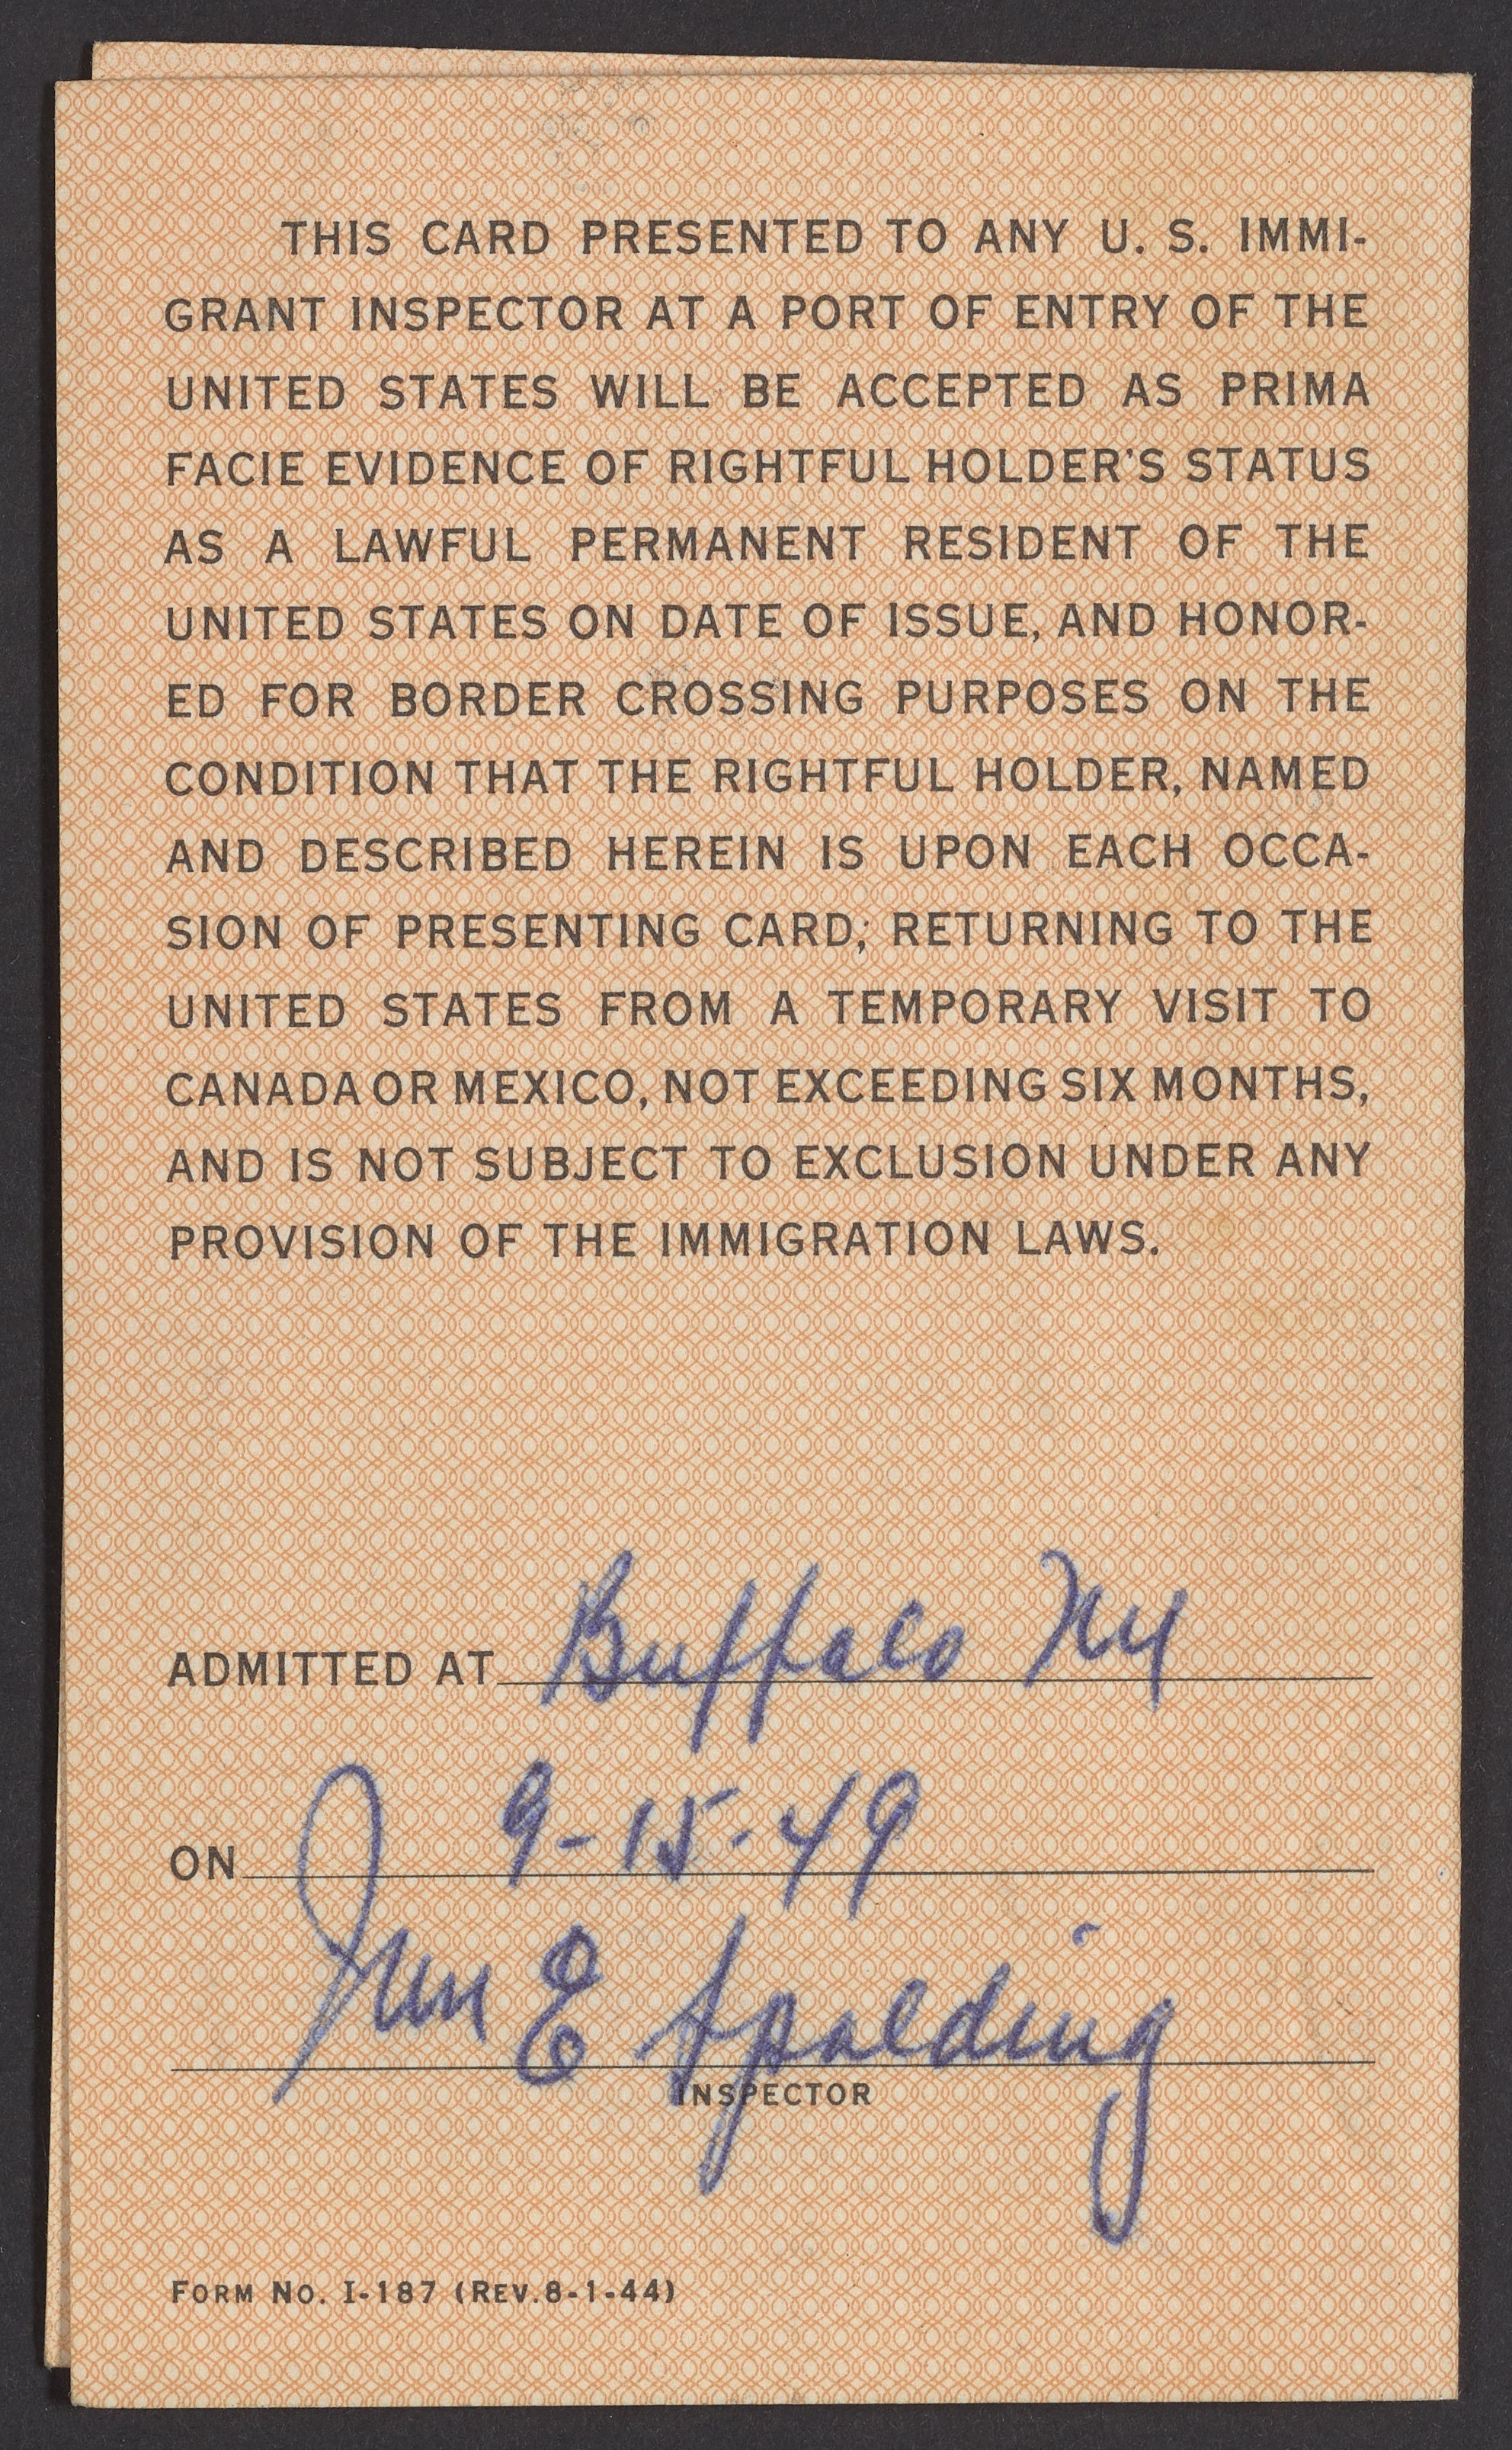 THIS CARD PRESENTED TO ANY U. S. IMMI-
GRANT INSPECTOR AT A PORT OF ENTRY OF THE
UNITED STATES WILL BE ACCEPTED AS PRIMA
FACIE EVIDENCE OF RIGHTFUL HOLDER'S STATUS
AS A LAWFUL PERMANENT RESIDENT OF THE
UNITED STATES ON DATE OF ISSUE, AND HONOR-
ED FOR BORDER CROSSING PURPOSES ON THE
CONDITION THAT THE RIGHTFUL HOLDER, NAMED
AND DESCRIBED HEREIN IS UPON EACH OCCA-
SION OF PRESENTING CARD; RETURNING TO THE
UNITED STATES FROM A TEMPORARY VISIT TO
CANADA OR MEXICO, NOT EXCEEDING SIX MONTHS,
AND IS NOT SUBJECT TO EXCLUSION UNDER ANY
PROVISION OF THE IMMIGRATION LAWS.
ADMITTED AT Buffalo NY
ON 9-15-49
E Spalding
INSPECTOR
FORM NO. I-187 (REV. 8-1-44)